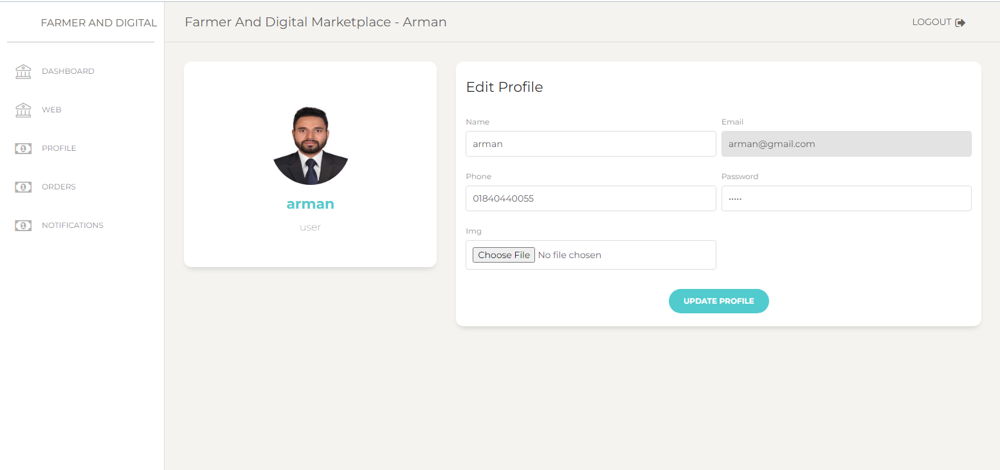 FARMER AND DIGITAL
Farmer And Digital Marketplace - Arman
LOGOUT
DASHBOARD
WEB
PROFILE
ORDERS
NOTIFICATIONS
arman
user
Edit Profile
Name
Email
arman
arman@gmail.com
Phone
Password
01840440055
•••••
Img
Choose File No file chosen
UPDATE PROFILE